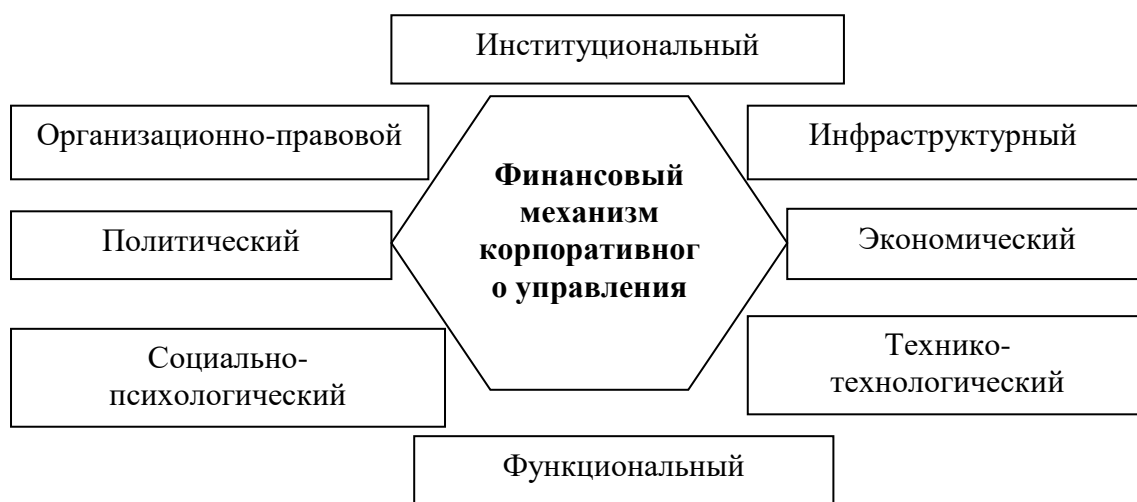 Институциональный
Организационно-правовой
Инфраструктурный
Финансовый
механизм
корпоративног
о управления
Политический
Экономический
Социально-
психологический
Технико-
технологический
Функциональный